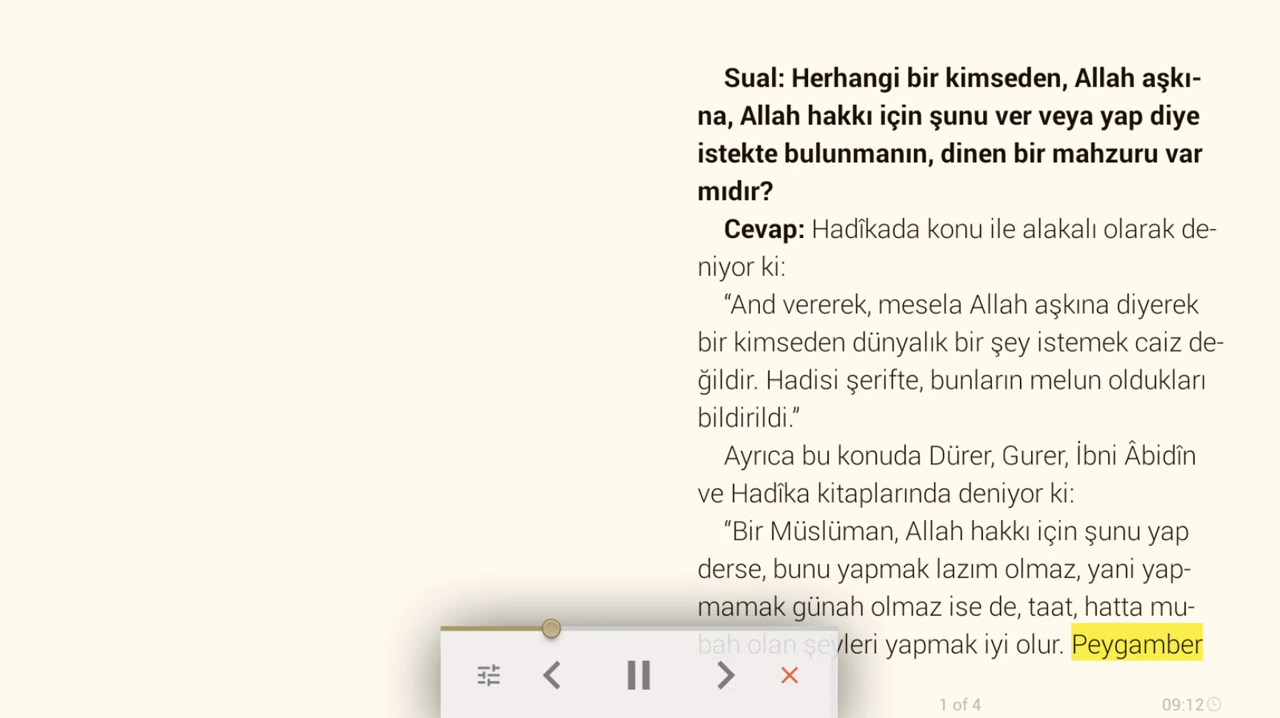 Sual: Herhangi bir kimseden, Allah aşkı-
na, Allah hakkı için şunu ver veya yap diye
istekte bulunmanın, dinen bir mahzuru var
mıdır?
Cevap: Hadîkada konu ile alakalı olarak de-
niyor ki:
“And vererek, mesela Allah aşkına diyerek
bir kimseden dünyalık bir şey istemek caiz de-
ğildir. Hadisi şerifte, bunların melun oldukları
bildirildi.”
Ayrıca bu konuda Dürer, Gurer, İbni Âbidîn
ve Hadîka kitaplarında deniyor ki:
“Bir Müslüman, Allah hakkı için şunu yap
derse, bunu yapmak lazım olmaz, yani yap-
mamak günah olmaz ise de, taat, hatta mu-
bah olan şeyleri yapmak iyi olur. Peygamber
1 of 4
09:12